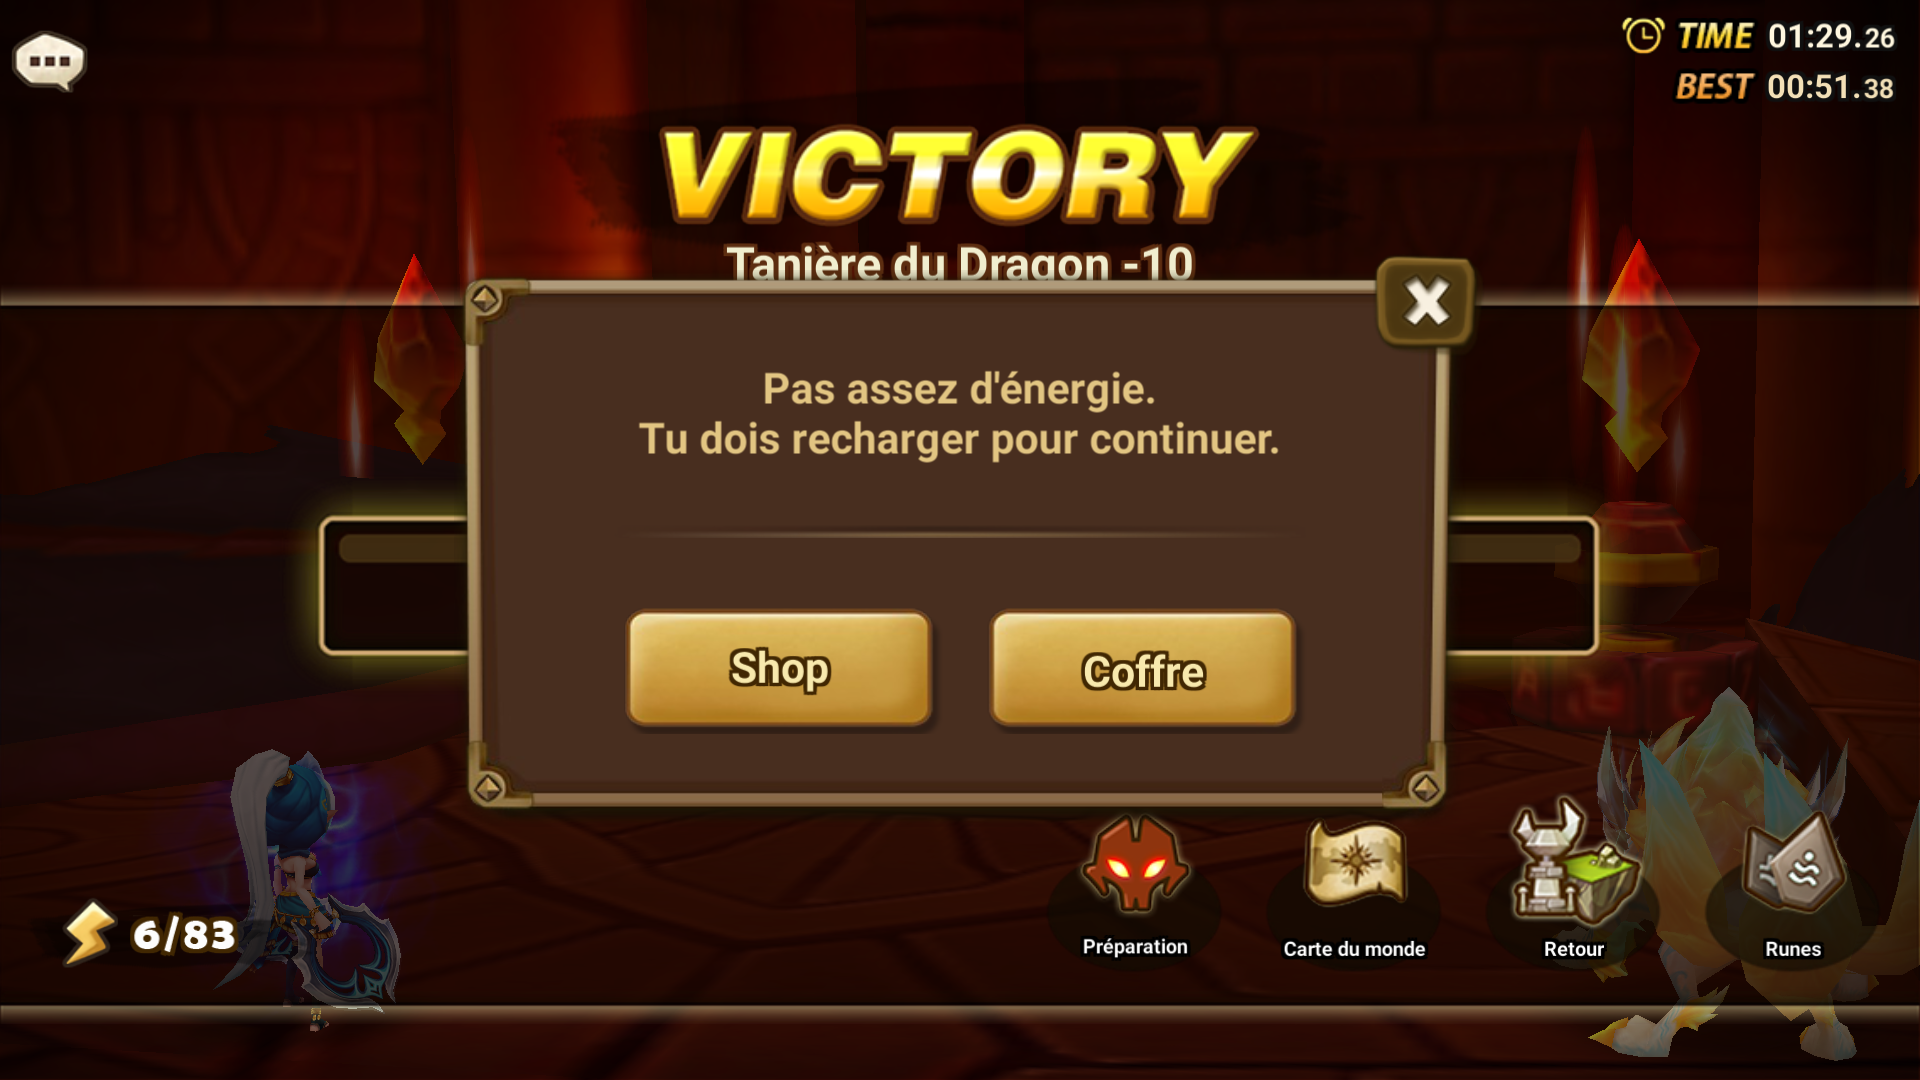 TIME 01:29.26
BEST 00:51.38
VICTORY
Tanière du Dragon -10
Pas assez d'énergie.
Tu dois recharger pour continuer.
Shop
Coffre
6/83
Préparation
Carte du monde
Retour
Runes